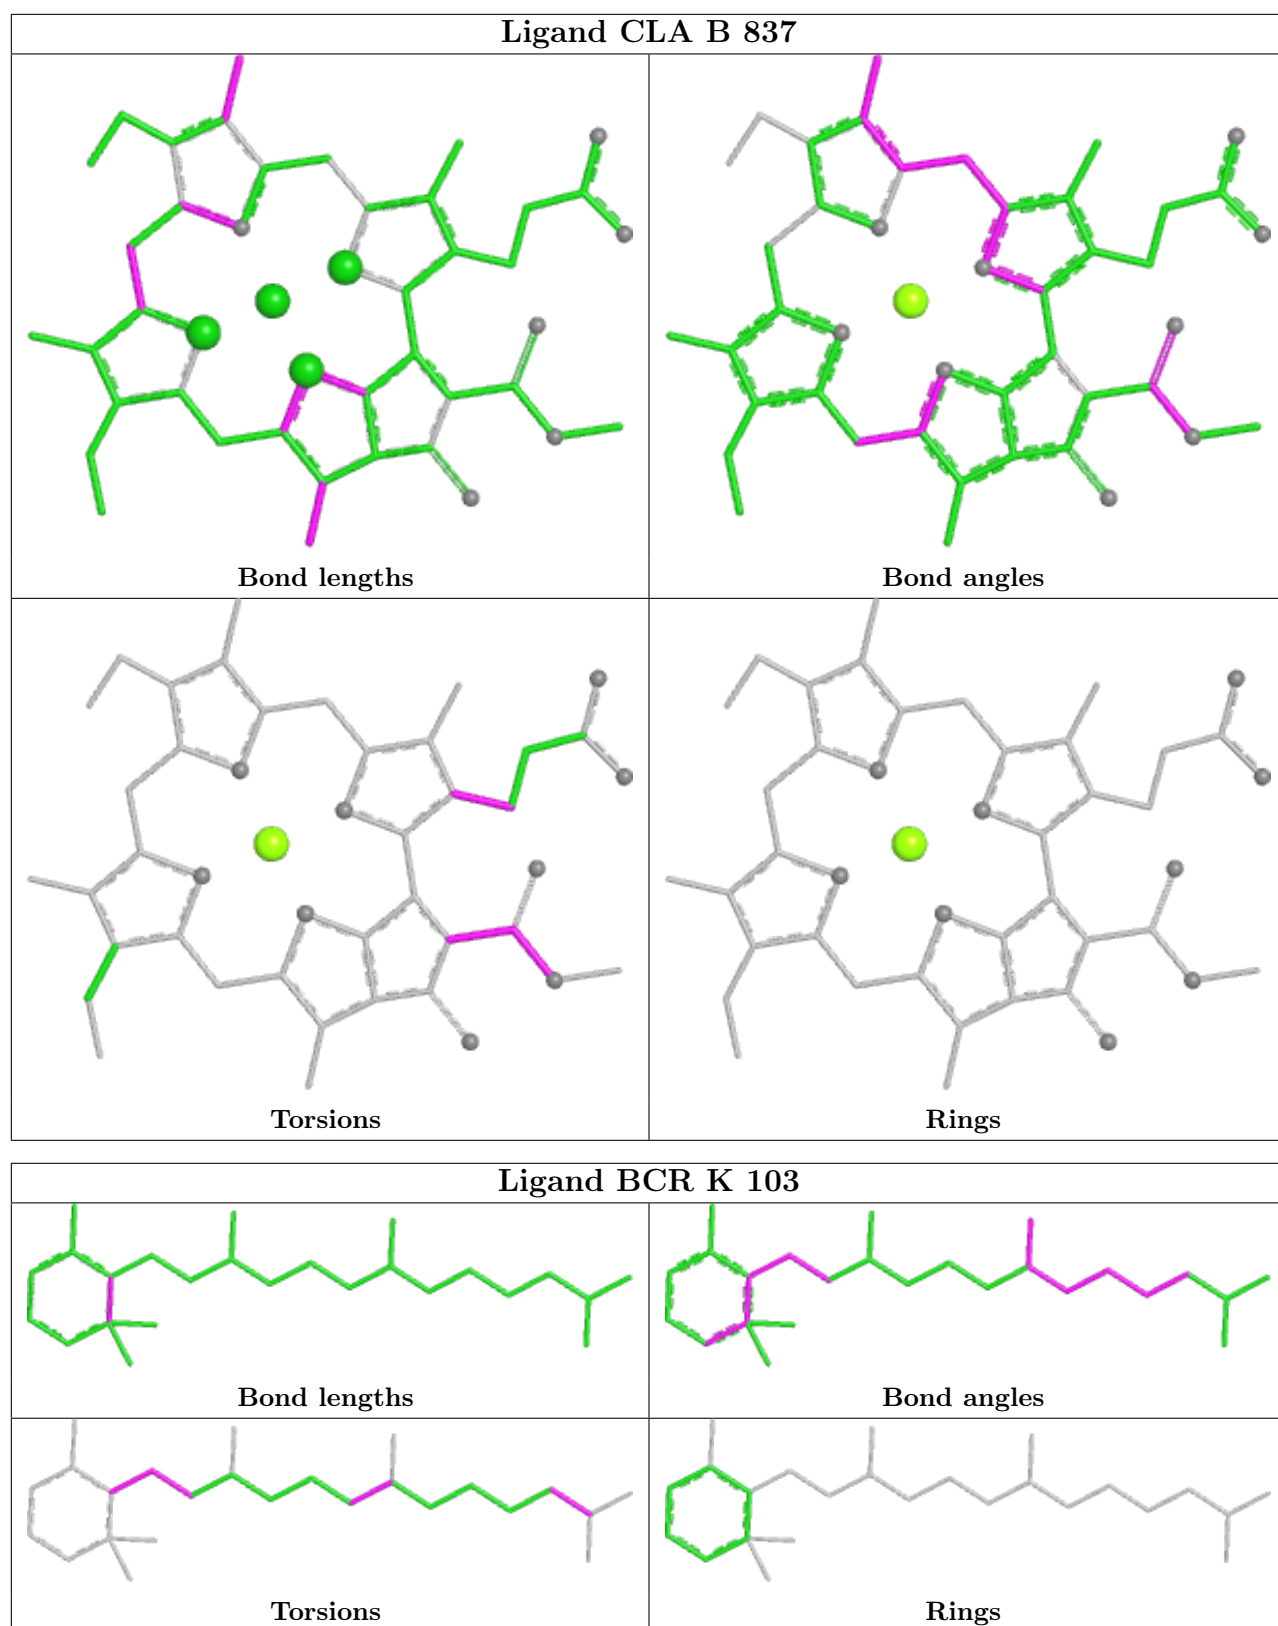 Ligand CLA B 837
Bond lengths
Bond angles
Torsions
Rings
Ligand BCR K 103
Bond lengths
Bond angles
Torsions
Rings